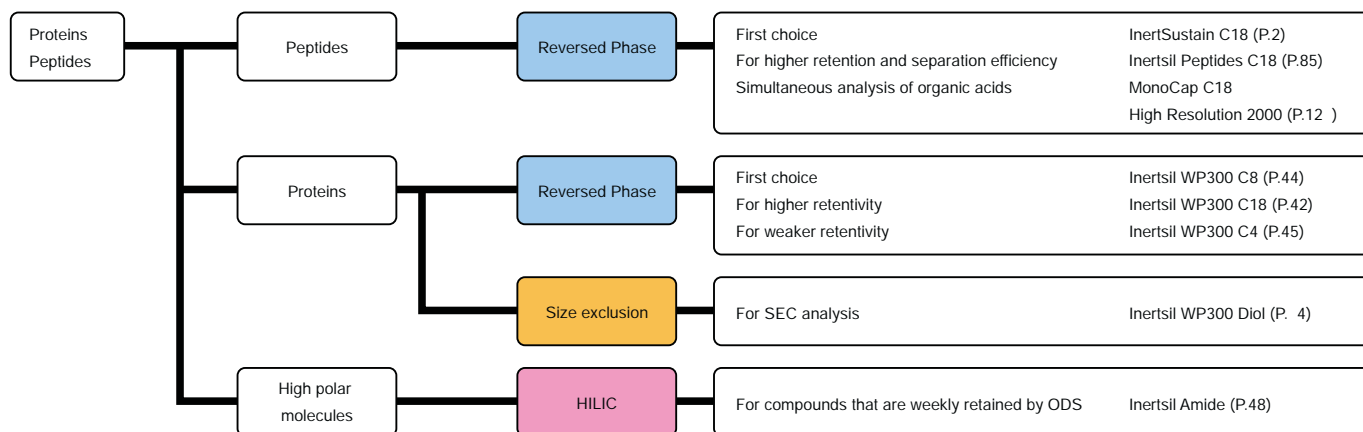 Proteins
Peptides
Peptides
Reversed Phase
First choice InertSustain C18 (P.2)
For higher retention and separation efficiency Inertsil Peptides C18 (P.85)
Simultaneous analysis of organic acids MonoCap C18
High Resolution 2000 (P.12 )
Proteins
Reversed Phase
First choice Inertsil WP300 C8 (P.44)
For higher retentivity Inertsil WP300 C18 (P.42)
For weaker retentivity Inertsil WP300 C4 (P.45)
Size exclusion
For SEC analysis Inertsil WP300 Diol (P. 4)
High polar
molecules
HILIC
For compounds that are weekly retained by ODS Inertsil Amide (P.48)